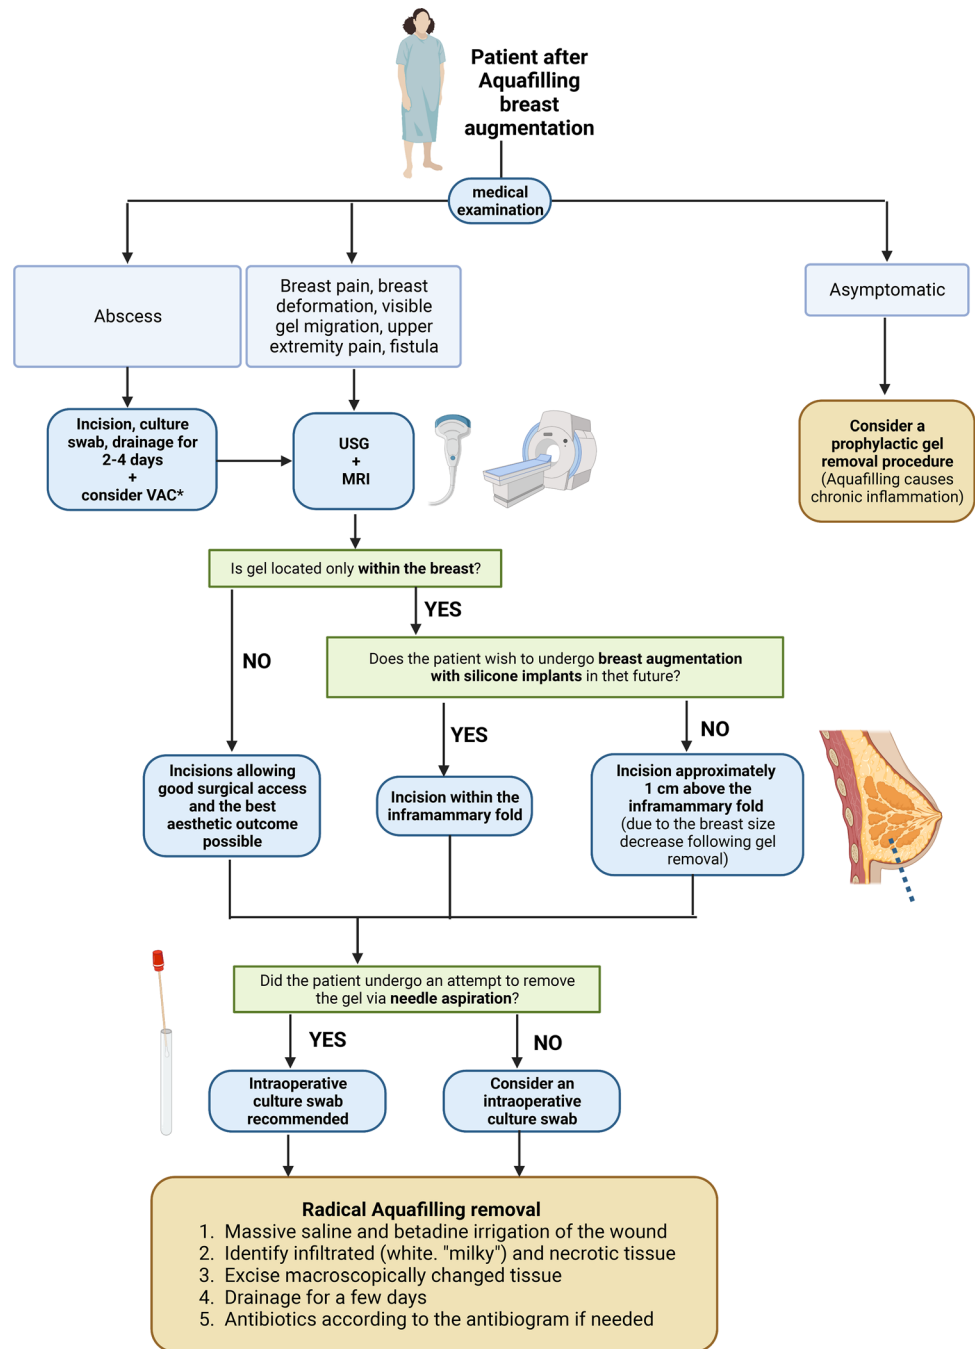 Patient after
Aquafilling
breast
augmentation
medical
examination
Abscess
Breast pain, breast
deformation, visible
gel migration, upper
extremity pain, fistula
Asymptomatic
Incision, culture
swab, drainage for
2-4 days
+
consider VAC*
USG
+
MRI
Consider a
prophylactic gel
removal procedure
(Aquafilling causes
chronic inflammation)
Is gel located only within the breast?
YES
NO
Does the patient wish to undergo breast augmentation
with silicone implants in thet future?
YES
NO
Incisions allowing
good surgical access
and the best
aesthetic outcome
possible
Incision within the
inframammary fold
Incision approximately
1 cm above the
inframammary fold
(due to the breast size
decrease following gel
removal)
Did the patient undergo an attempt to remove
the gel via needle aspiration?
YES
NO
Intraoperative
culture swab
recommended
Consider an
intraoperative
culture swab
Radical Aquafilling removal
1. Massive saline and betadine irrigation of the wound
2. Identify infiltrated (white. "milky") and necrotic tissue
3. Excise macroscopically changed tissue
4. Drainage for a few days
5. Antibiotics according to the antibiogram if needed